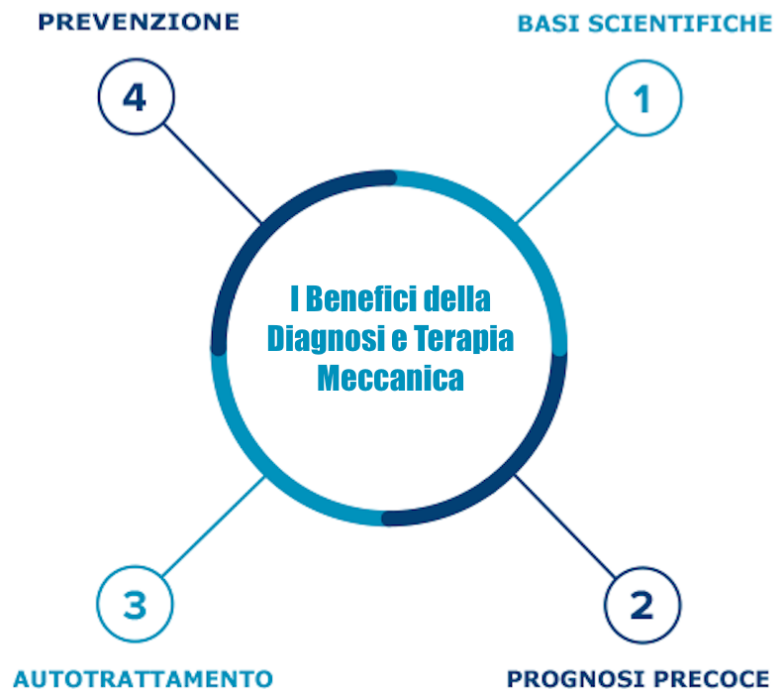 PREVENZIONE
BASI SCIENTIFICHE
4
1
I Benefici della
Diagnosi e Terapia
Meccanica
3
2
AUTOTRATTAMENTO
PROGNOSI PRECOCE